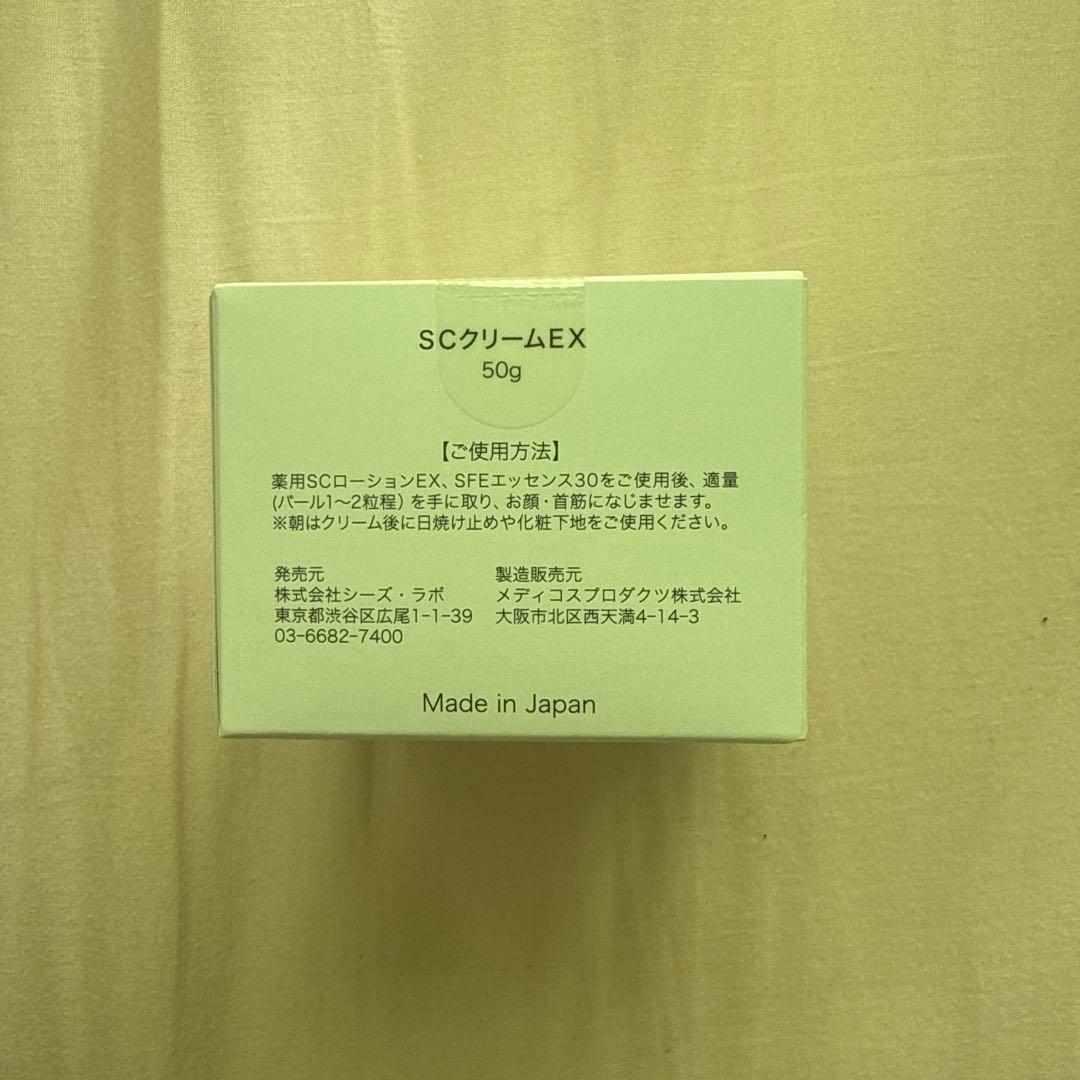 SCクリームEX
50g
【ご使用方法】
薬用SCローションEX、SFEエッセンス30をご使用後、適量
(パール1〜2粒程)を手に取り、お顔・首筋になじませます。
※朝はクリーム後に日焼け止めや化粧下地をご使用ください。
発売元
株式会社シーズ・ラボ
東京都渋谷区広尾1-1-39
03-6682-7400
製造販売元
メディコスプロダクツ株式会社
大阪市北区西天満4-14-3
Made in Japan